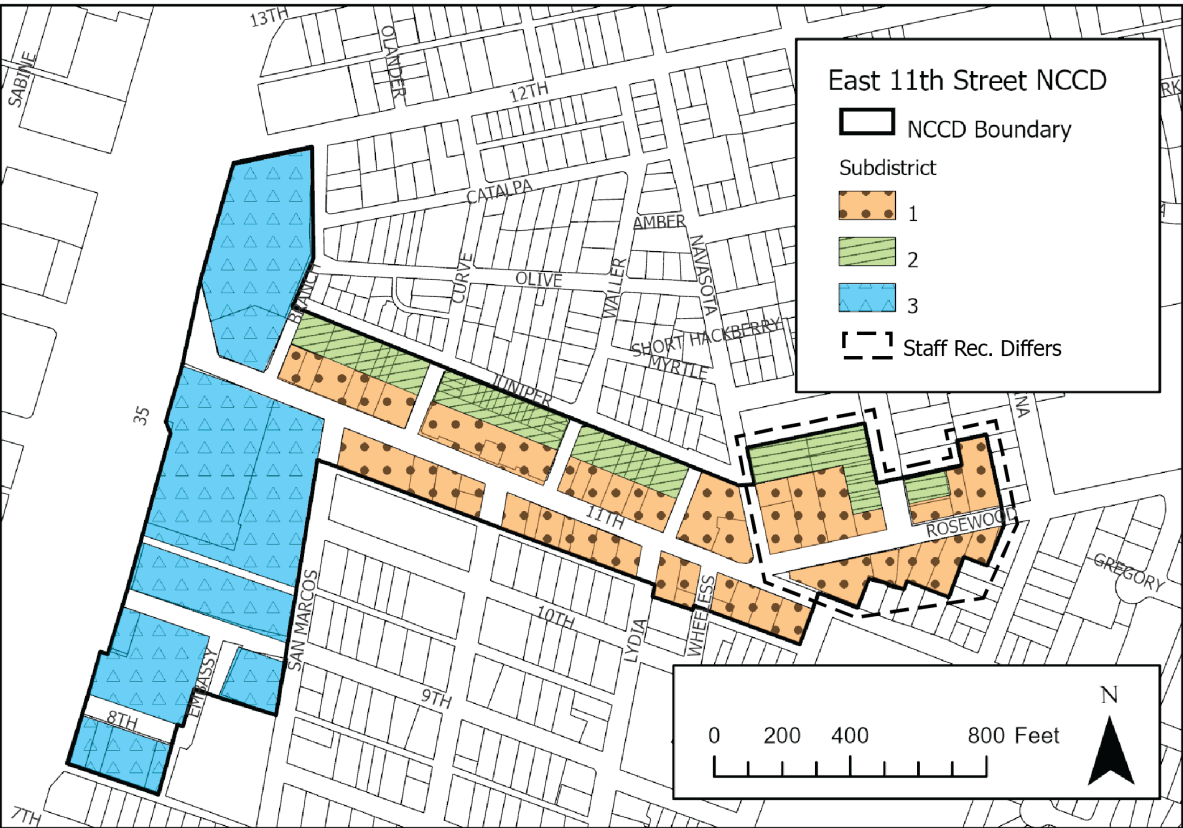 13TH
OLANDER
SABINE
12TH
East 11th Street NCCD
NCCD Boundary
Subdistrict
1
2
3
Staff Rec. Differs
RK
A
CATALPA
AMBER
NAVASOTA
CURVE
OLIVE
WALLER
BRANCH
SHORT HACKBERRY
MYRTLE
JUNIPER
NA
35
11TH
ROSEWOOD
GREGORY
SAN MARCOS
10TH
LYDIA
WHEELESS
EMBASSY
9TH
8TH
7TH
0 200 400 800 Feet
N